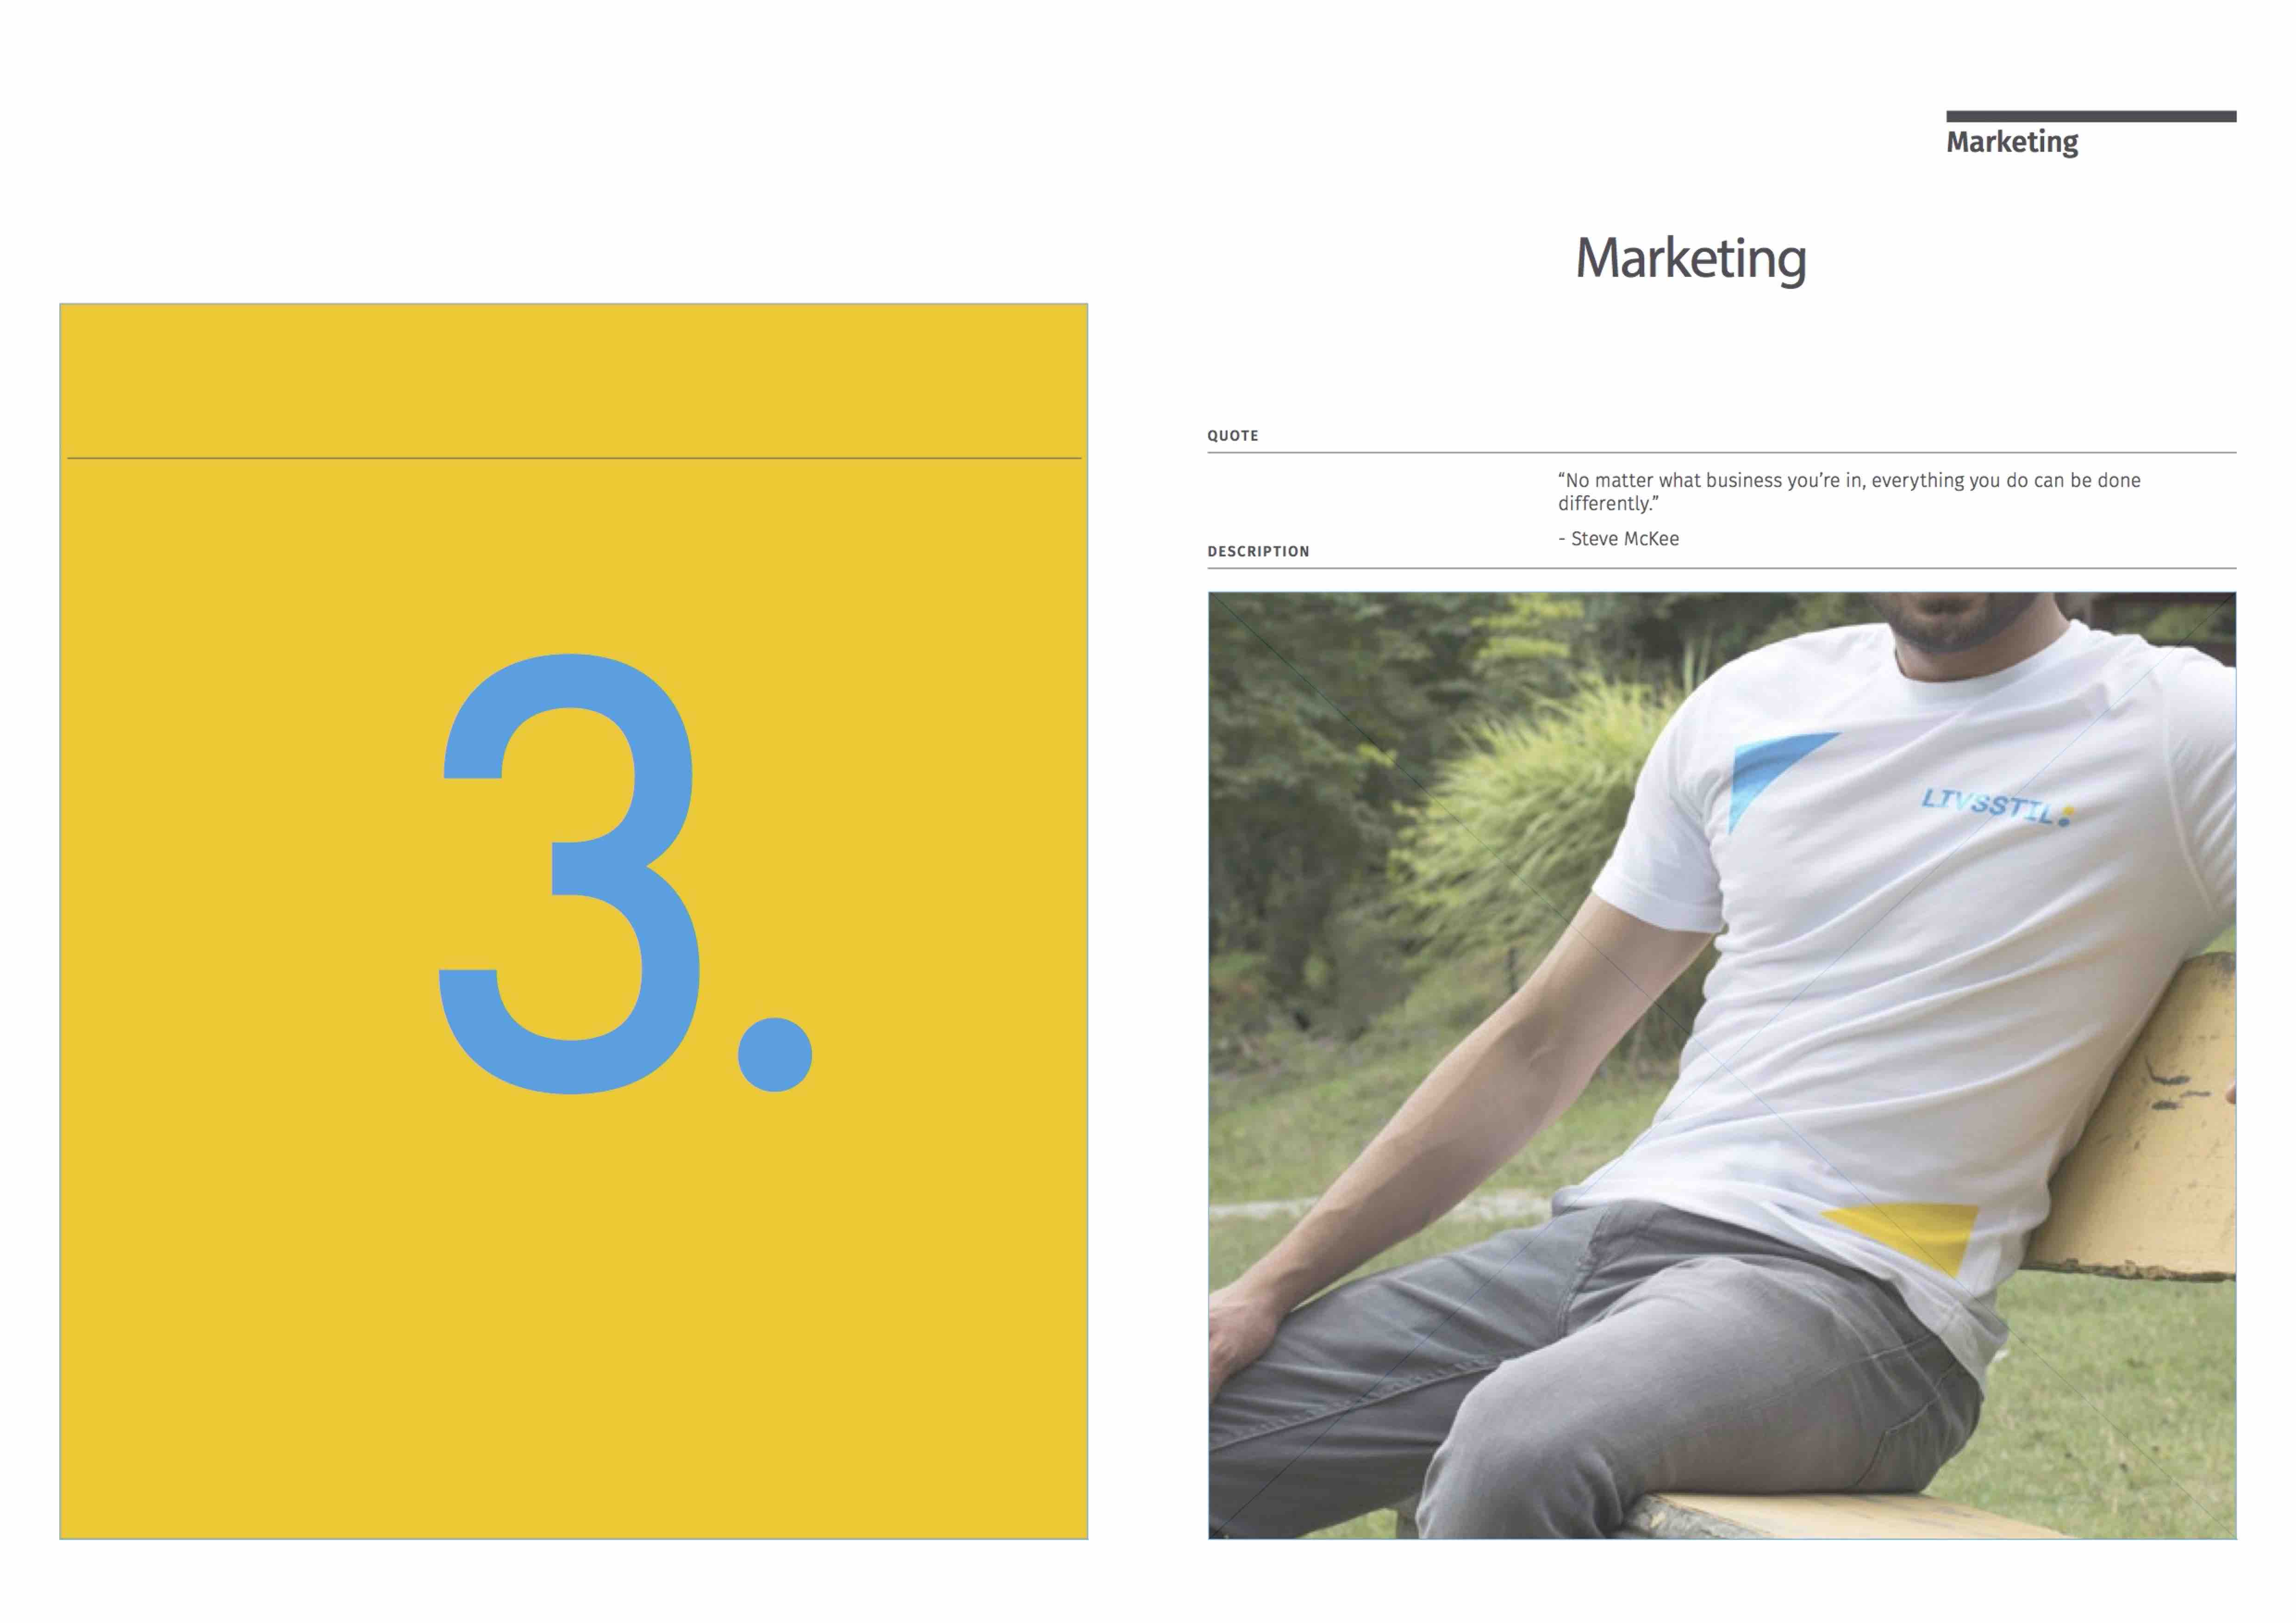 Marketing
Marketing
3.
QUOTE
“No matter what business you’re in, everything you do can be done
differently.”
- Steve McKee
DESCRIPTION
LIVSSTIL